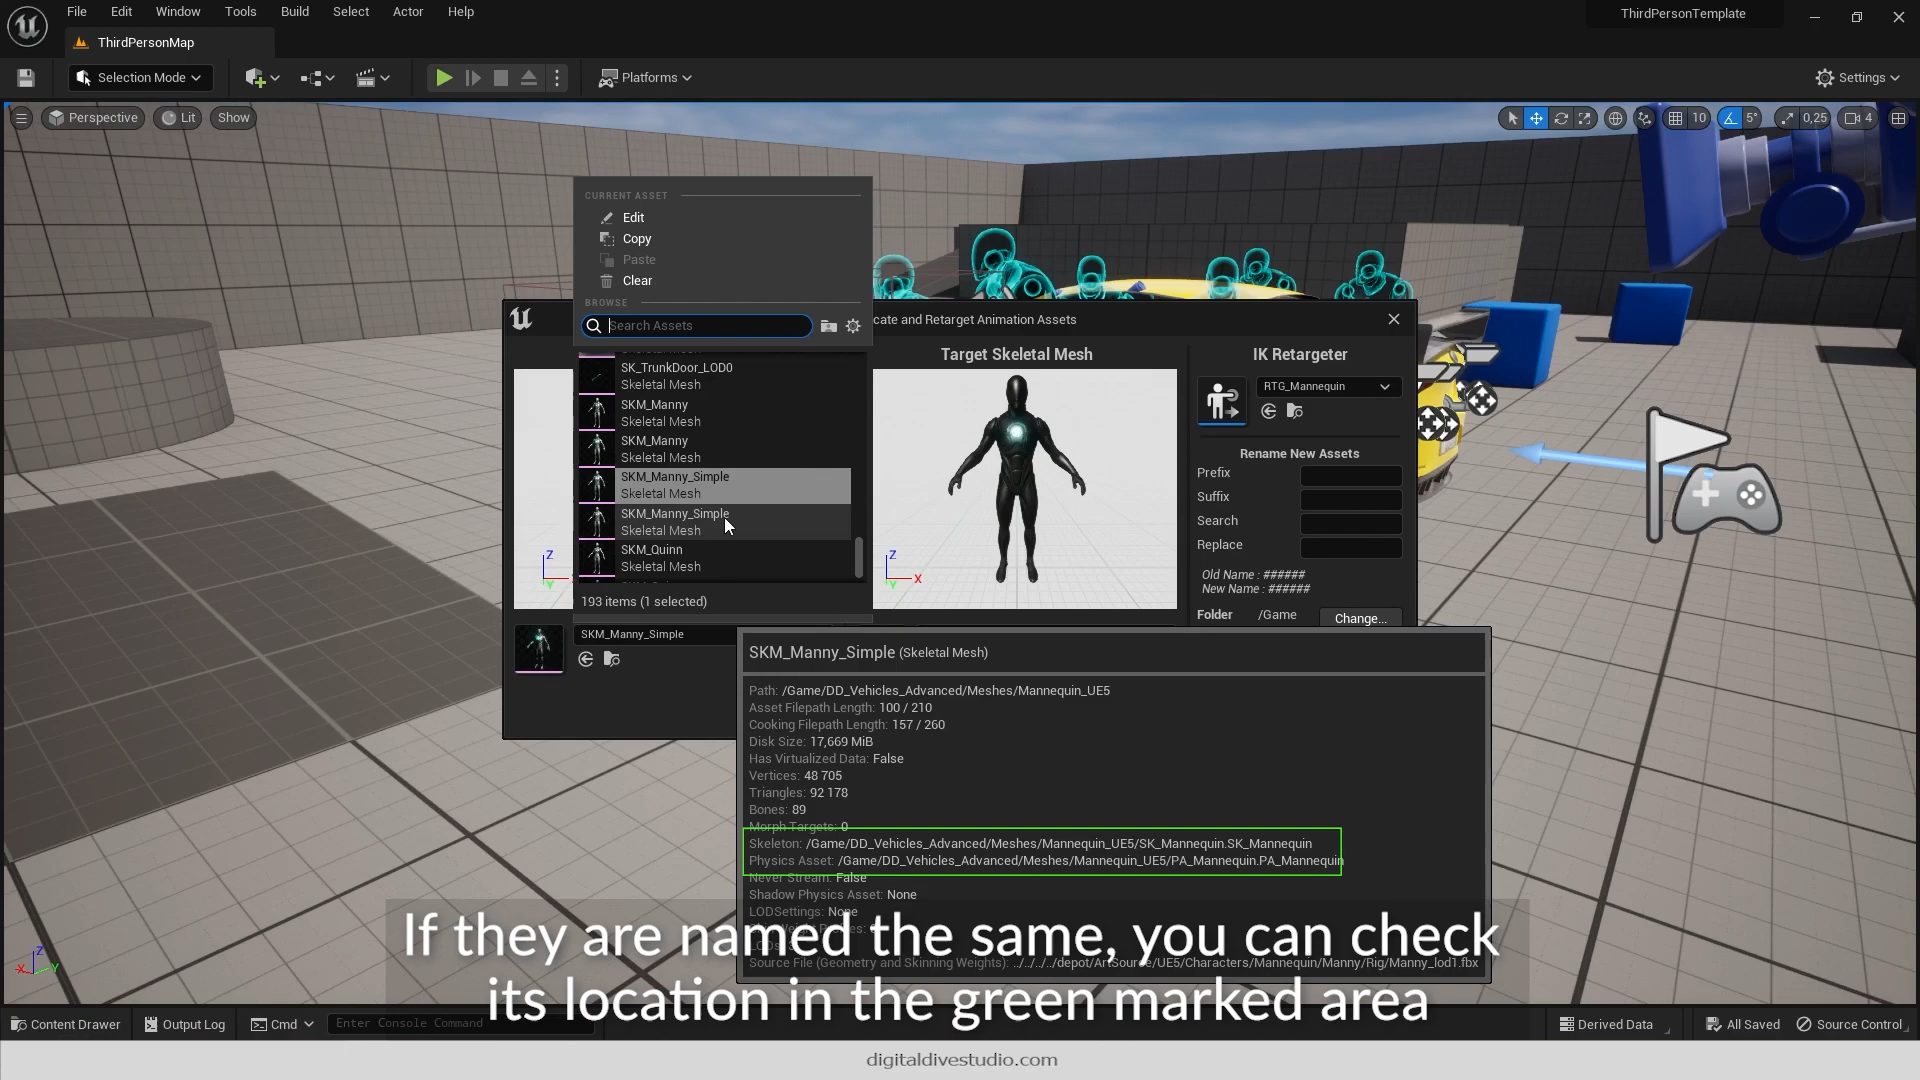 File Edit Window Tools Build Select Actor Help
ThirdPersonTemplate
ThirdPersonMap
Selection Mode
Platforms
Settings
Perspective Lit Show
10 5° 0,25 4
CURRENT ASSET
Edit
Copy
Paste
Clear
BROWSE
Search Assets
SK_TrunkDoor_LOD0
Skeletal Mesh
SKM_Manny
Skeletal Mesh
SKM_Manny
Skeletal Mesh
SKM_Manny_Simple
Skeletal Mesh
SKM_Manny_Simple
Skeletal Mesh
SKM_Quinn
Skeletal Mesh
193 items (1 selected)
SKM_Manny_Simple
cate and Retarget Animation Assets
Target Skeletal Mesh
IK Retargeter
RTG_Mannequin
Rename New Assets
Prefix
Suffix
Search
Replace
Old Name : ######
New Name : ######
Folder /Game Change...
Z
Y
Z
X
Y
SKM_Manny_Simple (Skeletal Mesh)
Path: /Game/DD_Vehicles_Advanced/Meshes/Mannequin_UE5
Asset Filepath Length: 100 / 210
Cooking Filepath Length: 157 / 260
Disk Size: 17,669 MiB
Has Virtualized Data: False
Vertices: 48 705
Triangles: 92 178
Bones: 89
Morph Targets: 0
Skeleton: /Game/DD_Vehicles_Advanced/Meshes/Mannequin_UE5/SK_Mannequin.SK_Mannequin
Physics Asset: /Game/DD_Vehicles_Advanced/Meshes/Mannequin_UE5/PA_Mannequin.PA_Mannequin
Never Stream: False
Shadow Physics Asset: None
LODSettings: None
Source File (Geometry and Skinning Weights): ../../../../depot/ArtSource/UE5/Characters/Mannequin/Manny/Rig/Manny_lod1.fbx
If they are named the same, you can check
its location in the green marked area
Z
X
Y
Content Drawer Output Log Cmd Enter Console Command
Derived Data All Saved Source Control
digitaldivestudio.com